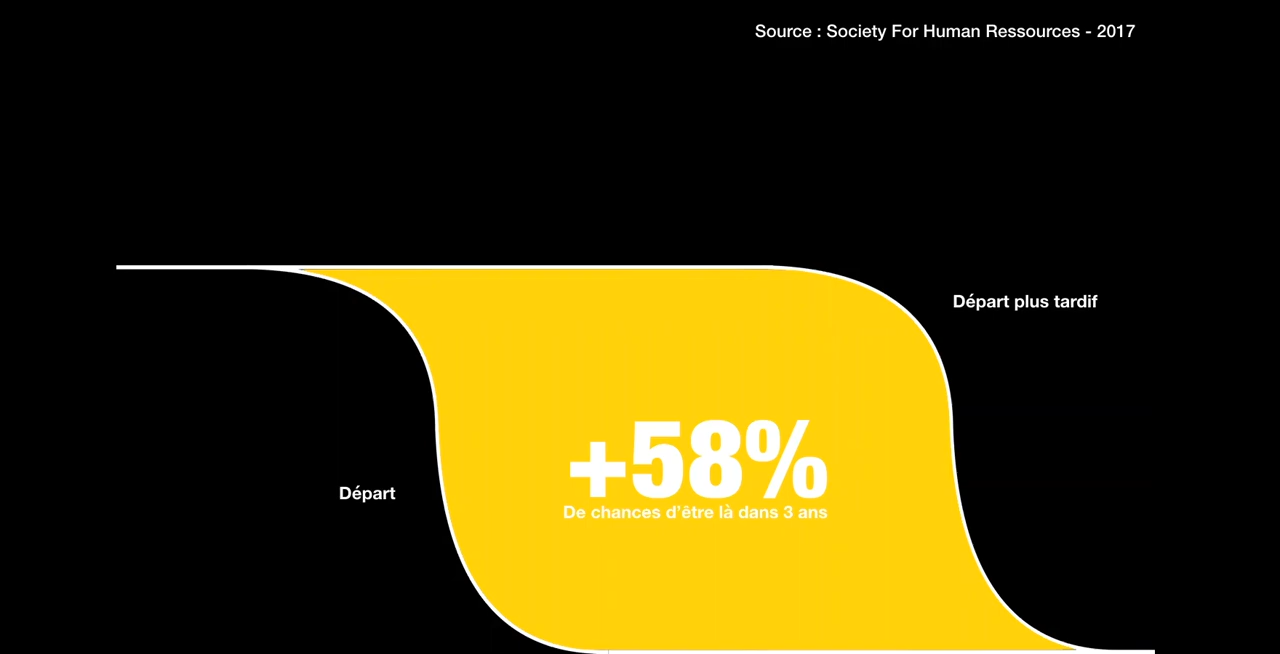 Source : Society For Human Ressources - 2017
Départ plus tardif
+58%
Départ
De chances d'être là dans 3 ans